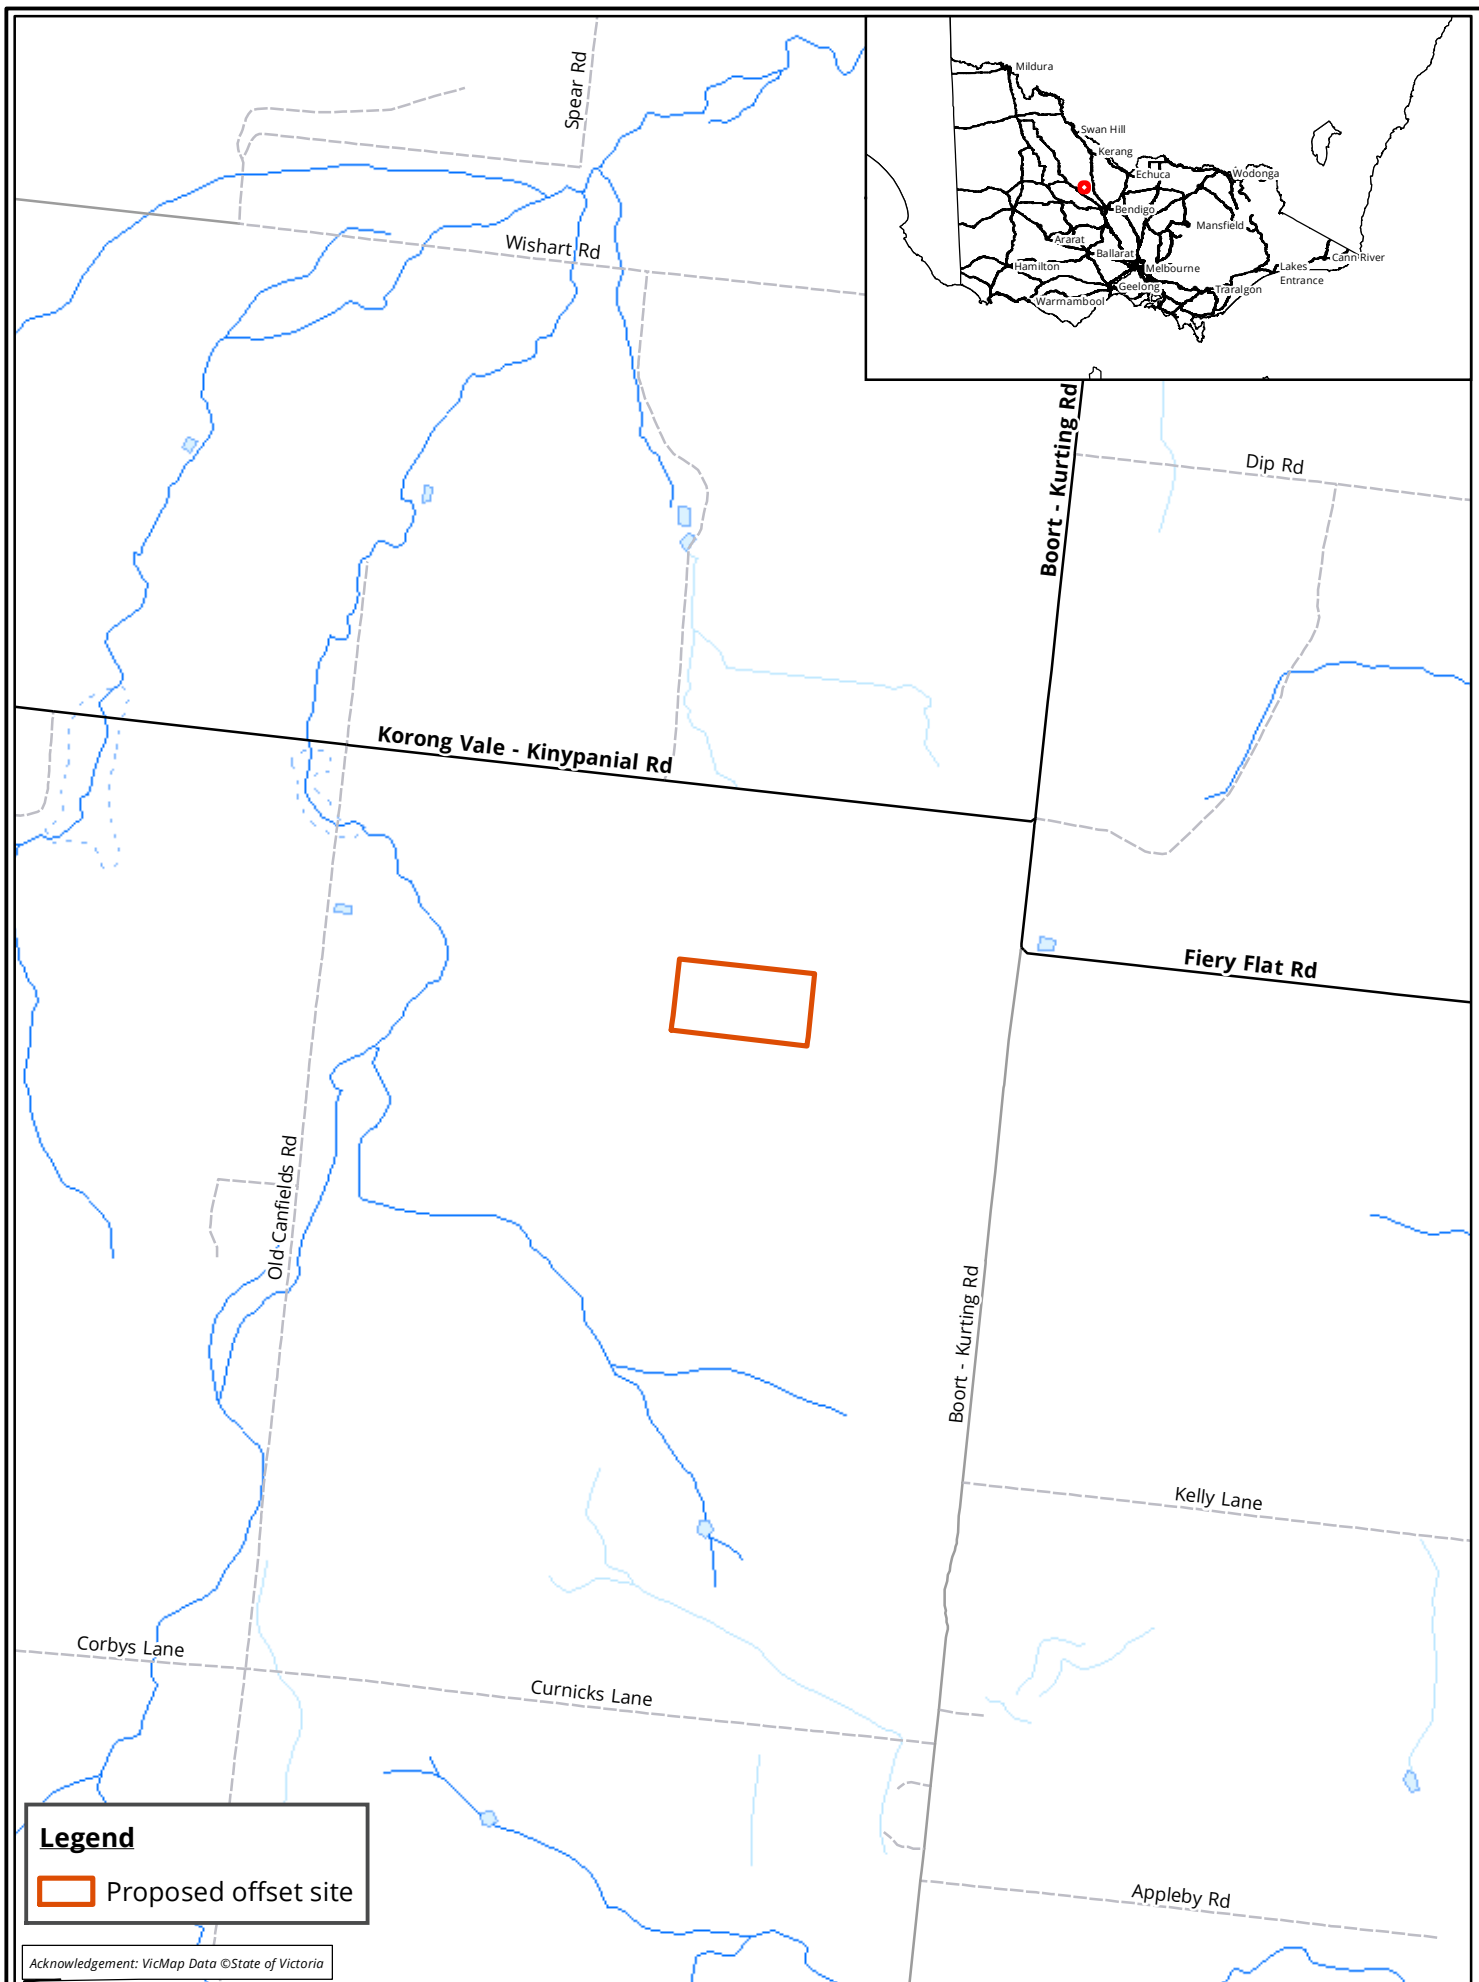 Spear Rd
Wishart Rd
Mildura
Swan Hill
Kerang
Echuca
Wodonga
Bendigo
Mansfield
Ararat
Ballarat
Cann River
Hamilton
Melbourne
Lakes
Entrance
Geelong
Traralgon
Warrnambool
Boort - Kurting Rd
Dip Rd
Korong Vale - Kinypanial Rd
Fiery Flat Rd
Old Canfields Rd
Boort - Kurting Rd
Kelly Lane
Corbys Lane
Curnicks Lane
Appleby Rd
Legend
Proposed offset site
Acknowledgement: VicMap Data ©State of Victoria